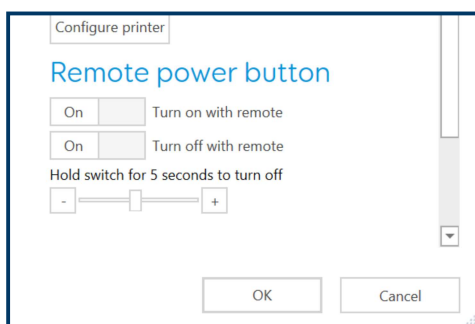 Configure printer
Remote power button
On Turn on with remote
On Turn off with remote
Hold switch for 5 seconds to turn off
- +
OK Cancel